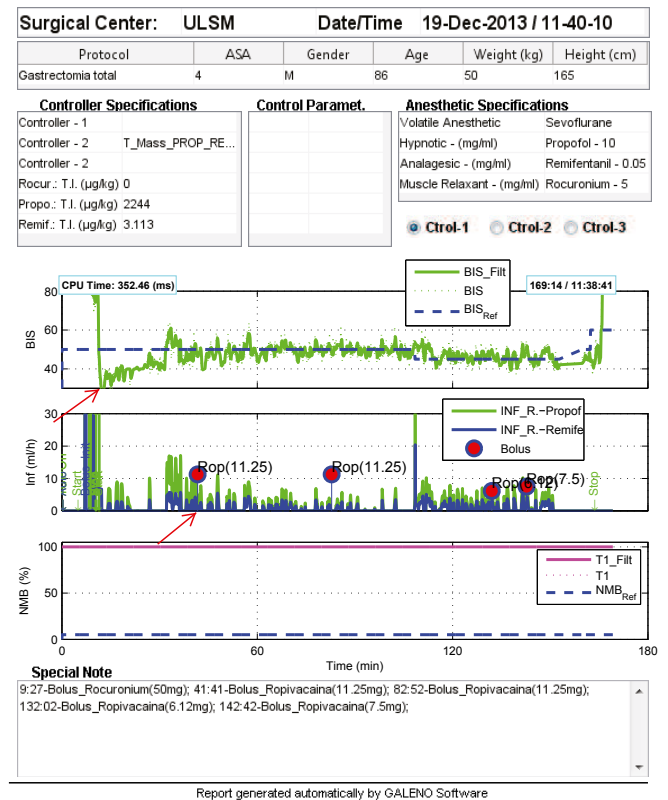 Surgical Center: ULSM Date/Time 19-Dec-2013 / 11-40-10
Protocol ASA Gender Age Weight (kg) Height (cm)
Gastrectomia total 4 M 86 50 165
Controller Specifications
Controller - 1
Controller - 2 T_Mass_PROP_RE...
Controller - 2
Rocur.: T.I. (µg/kg) 0
Propo.: T.I. (µg/kg) 2244
Remif.: T.I. (µg/kg) 3.113
Control Paramet.
Anesthetic Specifications
Volatile Anesthetic Sevoflurane
Hypnotic - (mg/ml) Propofol - 10
Analagesic - (mg/ml) Remifentanil - 0.05
Muscle Relaxant - (mg/ml) Rocuronium - 5
Ctrol-1 Ctrol-2 Ctrol-3
CPU Time: 352.46 (ms)
BIS_Filt
BIS
BISRef
169:14 / 11:38:41
80
60
40
BIS
INF_R.-Propof
INF_R.-Remife
Bolus
30
20
10
0
Inf (ml/h)
Start
Rop(11.25)
Rop(11.25)
Rop(6.12)
Rop(7.5)
Stop
T1_Filt
T1
NMBRef
100
50
0
NMB (%)
0 60 120 180
Time (min)
Special Note
9:27-Bolus_Rocuronium(50mg); 41:41-Bolus_Ropivacaina(11.25mg); 82:52-Bolus_Ropivacaina(11.25mg);
132:02-Bolus_Ropivacaina(6.12mg); 142:42-Bolus_Ropivacaina(7.5mg);
Report generated automatically by GALENO Software